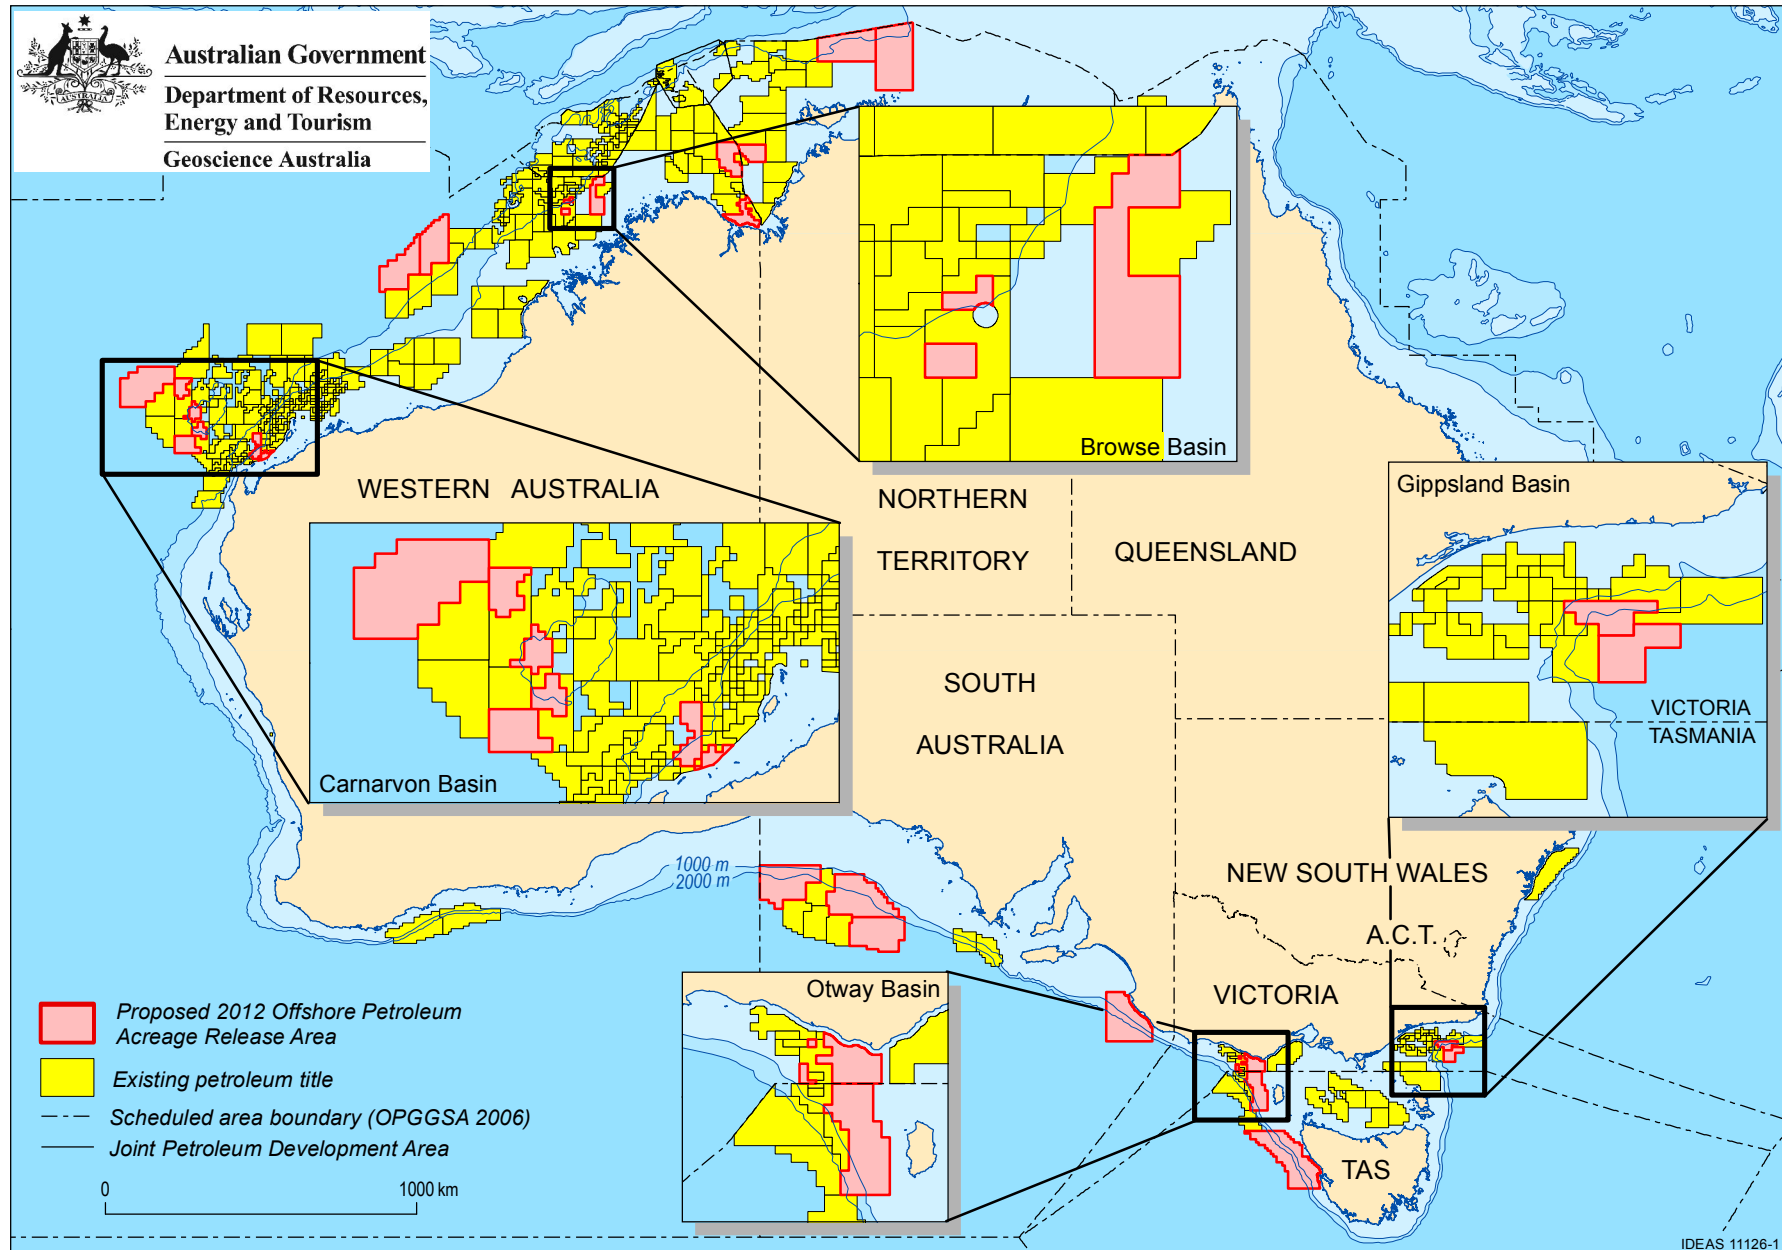 AUSTRALIA
Australian Government
Department of Resources,
Energy and Tourism
Geoscience Australia
Browse Basin
Gippsland Basin
VICTORIA
TASMANIA
WESTERN AUSTRALIA
NORTHERN
TERRITORY
QUEENSLAND
Carnarvon Basin
SOUTH
AUSTRALIA
1000 m
2000 m
NEW SOUTH WALES
A.C.T.
VICTORIA
Otway Basin
TAS
Proposed 2012 Offshore Petroleum
Acreage Release Area
Existing petroleum title
Scheduled area boundary (OPGGSA 2006)
Joint Petroleum Development Area
0 1000 km
IDEAS 11126-1